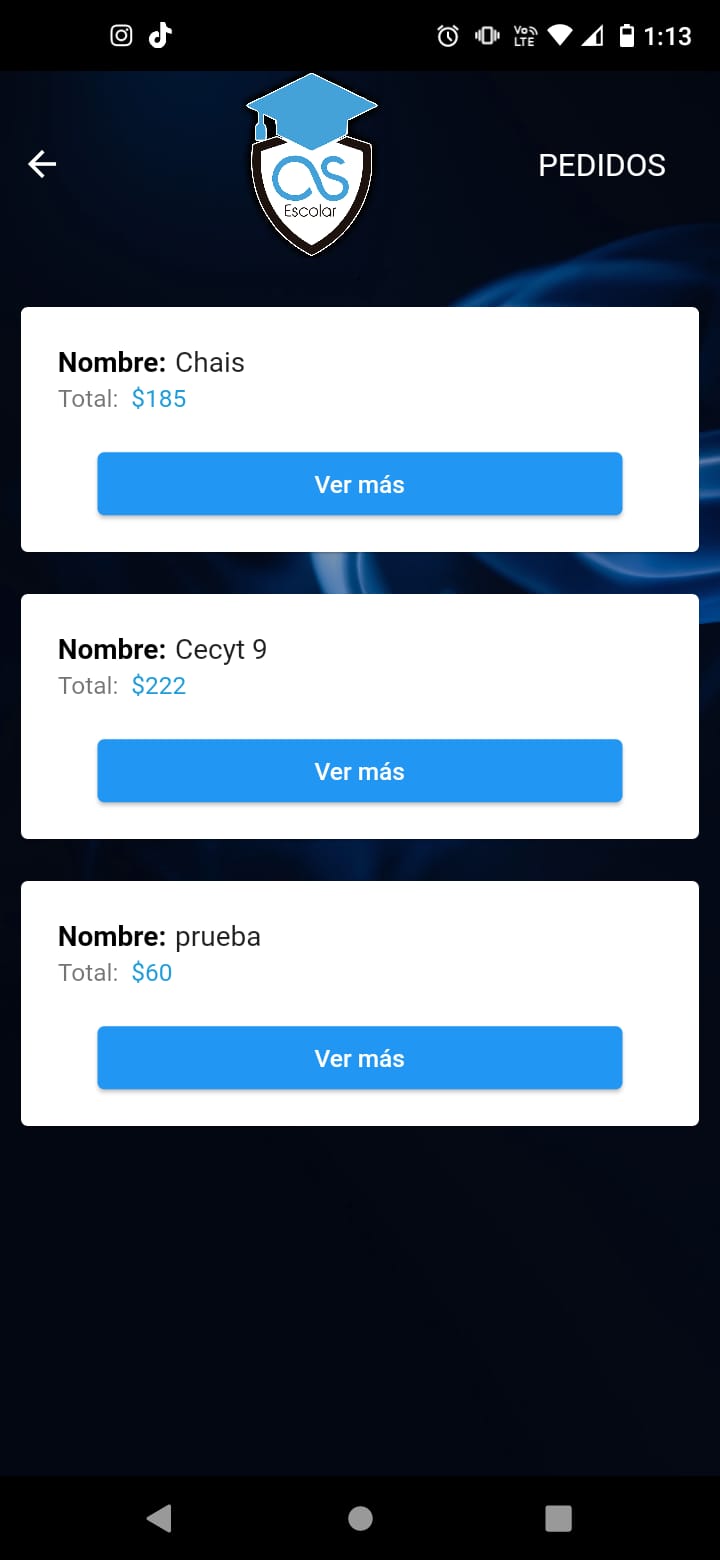 Vo) LTE 1:13
PEDIDOS
Escolar
Nombre: Chais
Total: $185
Ver más
Nombre: Cecyt 9
Total: $222
Ver más
Nombre: prueba
Total: $60
Ver más